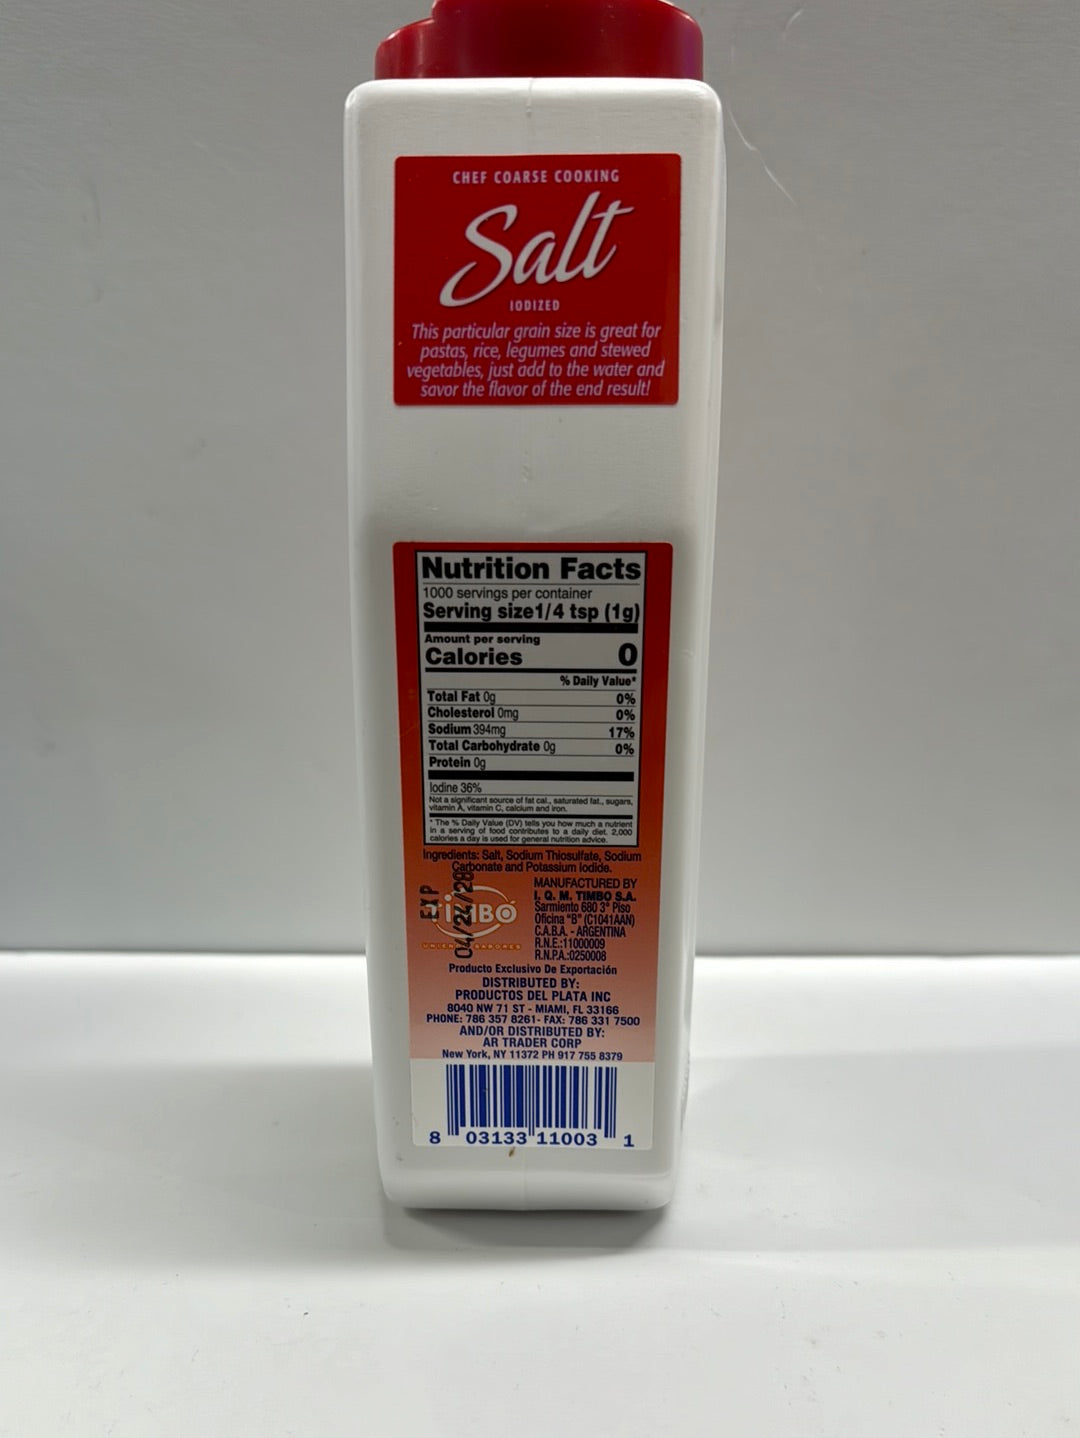 CHEF COARSE COOKING
Salt
IODIZED
This particular grain size is great for
pastas, rice, legumes and stewed
vegetables, just add to the water and
savor the flavor of the end result!
Nutrition Facts
1000 servings per container
Serving size 1/4 tsp (1g)
Amount per serving
Calories 0
% Daily Value*
Total Fat 0g 0%
Cholesterol 0mg 0%
Sodium 394mg 17%
Total Carbohydrate 0g 0%
Protein 0g
Iodine 36%
Not a significant source of fat cal., saturated fat., sugars,
vitamin A, vitamin C, calcium and iron.
* The % Daily Value (DV) tells you how much a nutrient
in a serving of food contributes to a daily diet. 2,000
calories a day is used for general nutrition advice.
Ingredients: Salt, Sodium Thiosulfate, Sodium
Carbonate and Potassium Iodide.
EXP
04/24/28
TIMBÓ
UNIENDO SABORES
MANUFACTURED BY
I. Q. M. TIMBO S.A.
Sarmiento 680 3° Piso
Oficina "B" (C1041AAN)
C.A.B.A. - ARGENTINA
R.N.E.:11000009
R.N.P.A.:0250008
Producto Exclusivo De Exportación
DISTRIBUTED BY:
PRODUCTOS DEL PLATA INC
8040 NW 71 ST - MIAMI, FL 33166
PHONE: 786 357 8261- FAX: 786 331 7500
AND/OR DISTRIBUTED BY:
AR TRADER CORP
New York, NY 11372 PH 917 755 8379
8 03133 11003 1